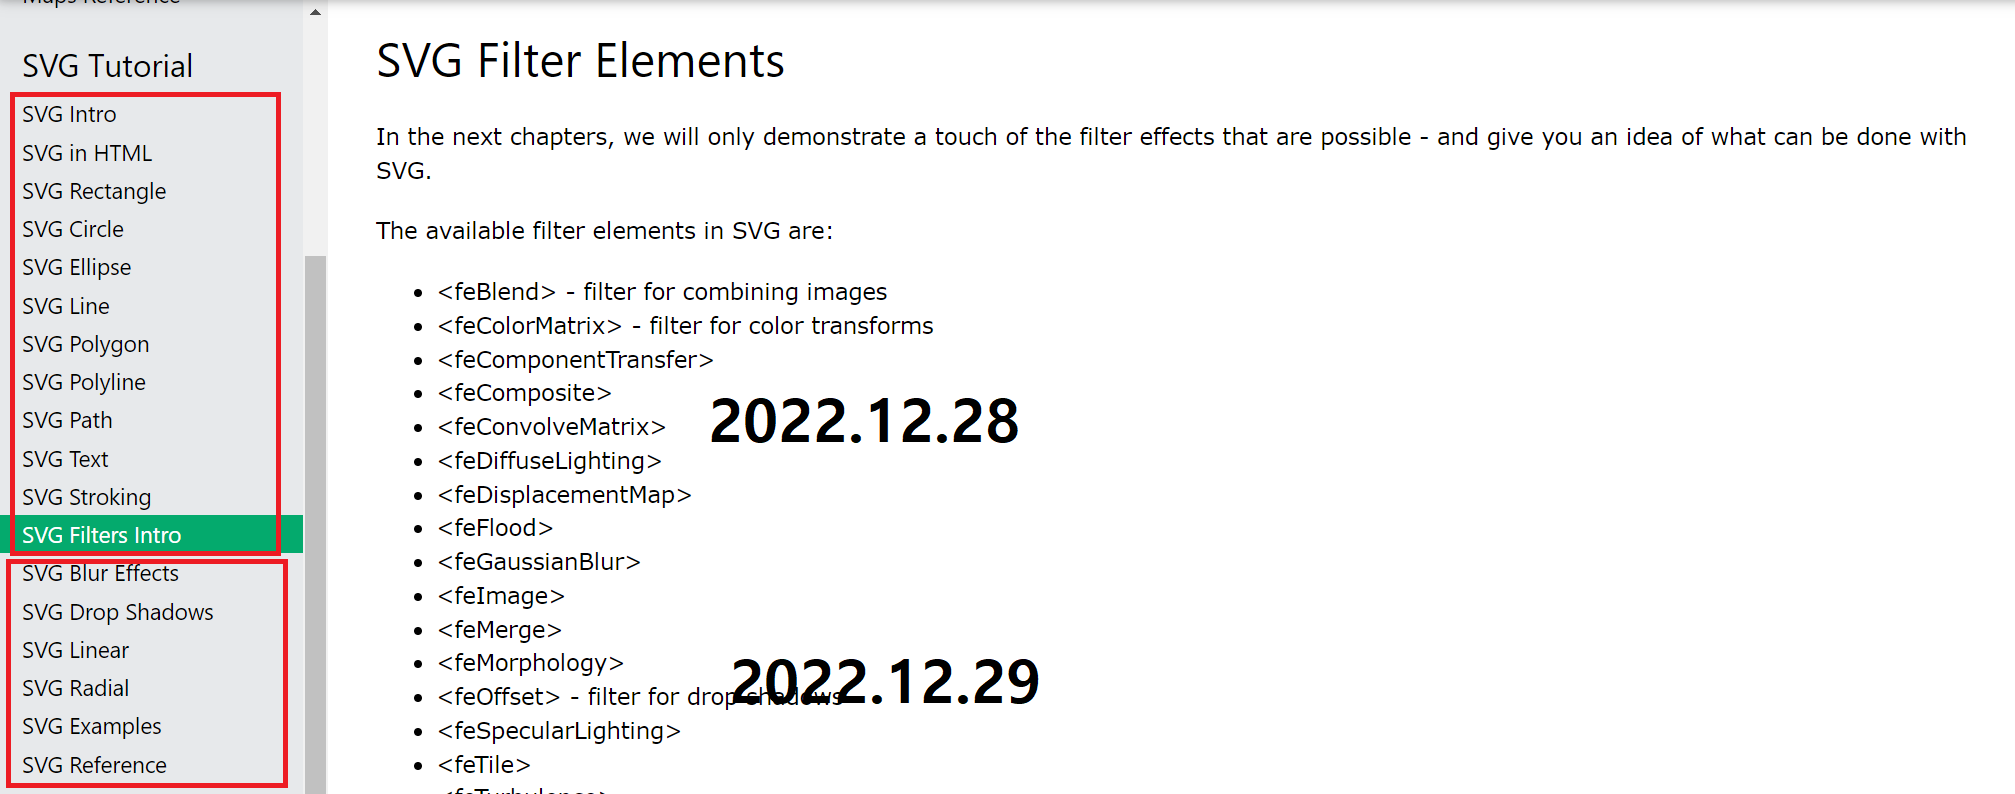 Maps Reference
SVG Tutorial
SVG Intro
SVG in HTML
SVG Rectangle
SVG Circle
SVG Ellipse
SVG Line
SVG Polygon
SVG Polyline
SVG Path
SVG Text
SVG Stroking
SVG Filters Intro
SVG Blur Effects
SVG Drop Shadows
SVG Linear
SVG Radial
SVG Examples
SVG Reference
SVG Filter Elements
In the next chapters, we will only demonstrate a touch of the filter effects that are possible - and give you an idea of what can be done with
SVG.
The available filter elements in SVG are:
• <feBlend> - filter for combining images
• <feColorMatrix> - filter for color transforms
• <feComponentTransfer>
• <feComposite>
2022.12.28
• <feConvolveMatrix>
• <feDiffuseLighting>
• <feDisplacementMap>
• <feFlood>
• <feGaussianBlur>
• <feImage>
• <feMerge>
• <feMorphology>
2022.12.29
• <feOffset> - filter for drop shadows
• <feSpecularLighting>
• <feTile>
<feTurbulence>